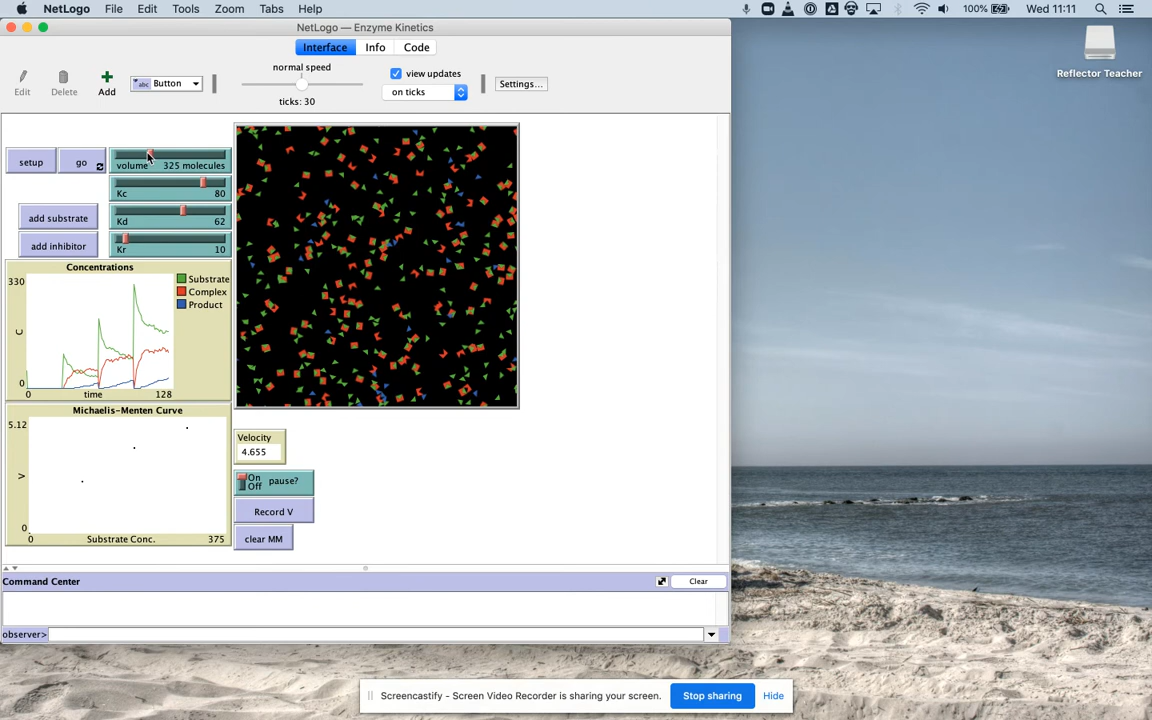 NetLogo File Edit Tools Zoom Tabs Help 100% Wed 11:11
NetLogo — Enzyme Kinetics
Interface Info Code
Reflector Teacher
normal speed
view updates
Edit Delete Add abc Button
on ticks
Settings...
ticks: 30
setup go
volume 325 molecules
Kc 80
add substrate
Kd 62
add inhibitor
Kr 10
Concentrations
330
C
0
0 time 128
Substrate
Complex
Product
Michaelis-Menten Curve
5.12
V
0
0 Substrate Conc. 375
Velocity
4.655
On
Off
pause?
Record V
clear MM
Command Center
Clear
observer>
Screencastify - Screen Video Recorder is sharing your screen. Stop sharing Hide